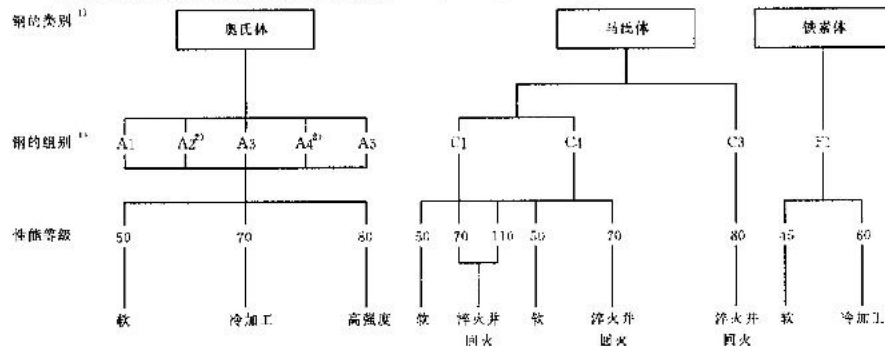 钢的类别 1) 奥氏体 马氏体 铁素体
钢的组别 1) A1 A2 2) A3 A4 2) A5 C1 C4 C3 F1
性能等级 50 70 80 50 70 110 50 70 80 45 60
软 冷加工 高强度 软 淬火并 软 淬火并 淬火并 软 冷加工
回火 回火 回火